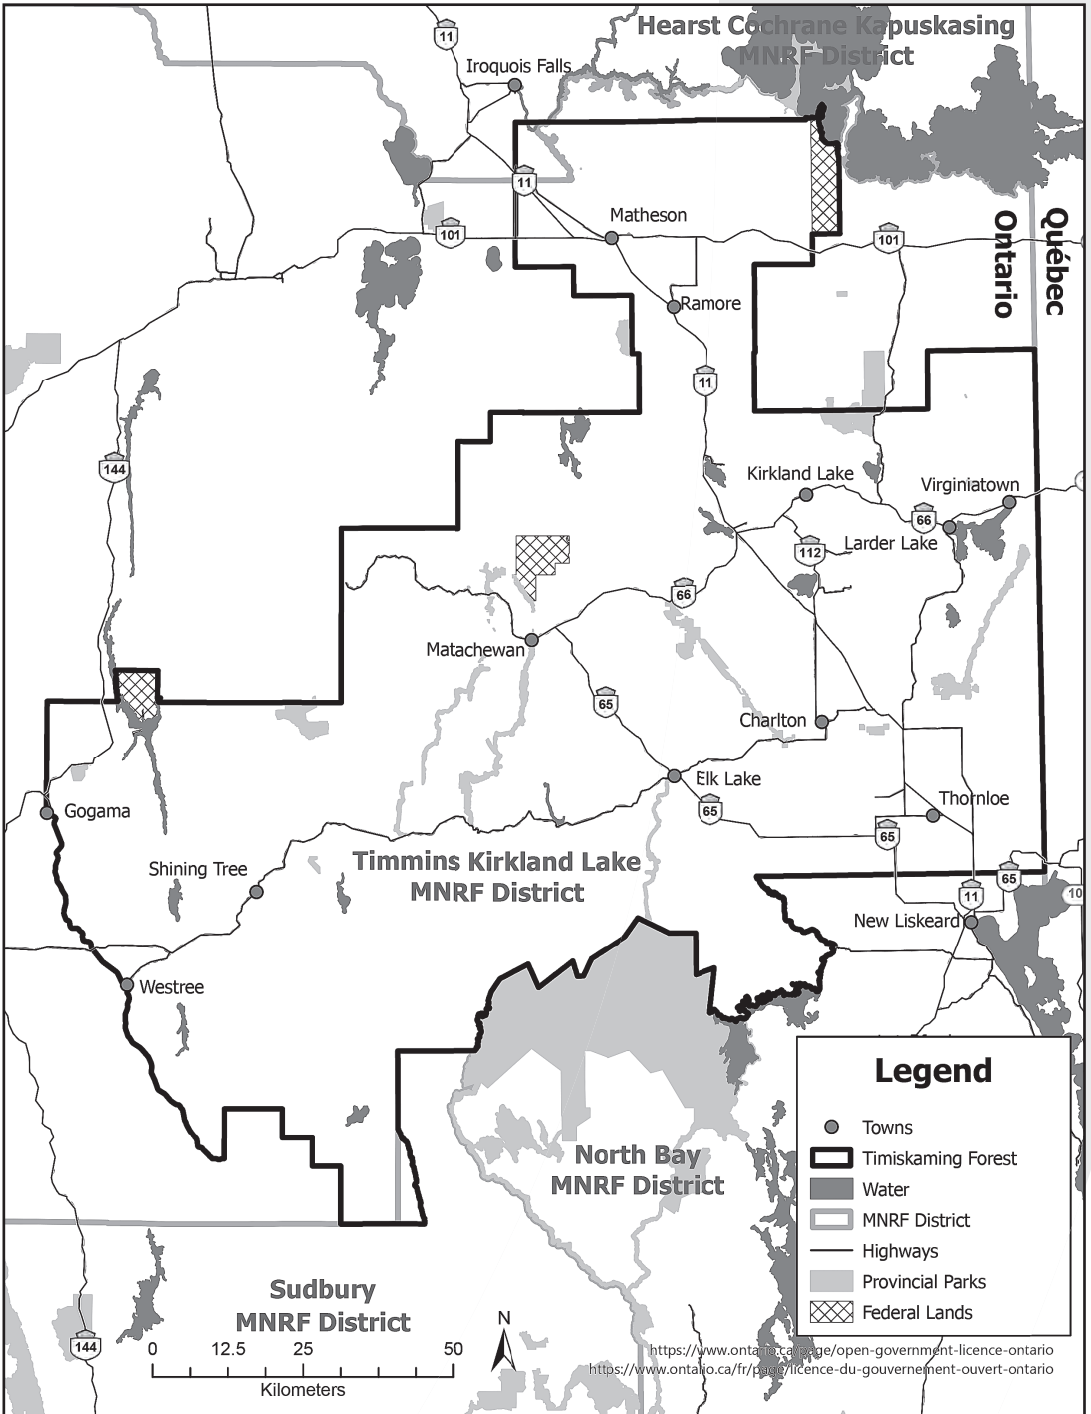 Hearst Cochrane Kapuskasing
MNRF District
11
Iroquois Falls
11
Matheson
101
101
Ontario
Québec
Ramore
11
144
Kirkland Lake
Virginiatown
66
Larder Lake
112
66
Matachewan
65
Charlton
Elk Lake
65
Thornloe
65
Gogama
Timmins Kirkland Lake
MNRF District
Shining Tree
65
11
10
New Liskeard
Westree
Legend
Towns
Timiskaming Forest
Water
MNRF District
Highways
Provincial Parks
Federal Lands
North Bay
MNRF District
Sudbury
MNRF District
144
N
0 12.5 25 50
Kilometers
https://www.ontario.ca/page/open-government-licence-ontario
https://www.ontario.ca/fr/page/licence-du-gouvernement-ouvert-ontario